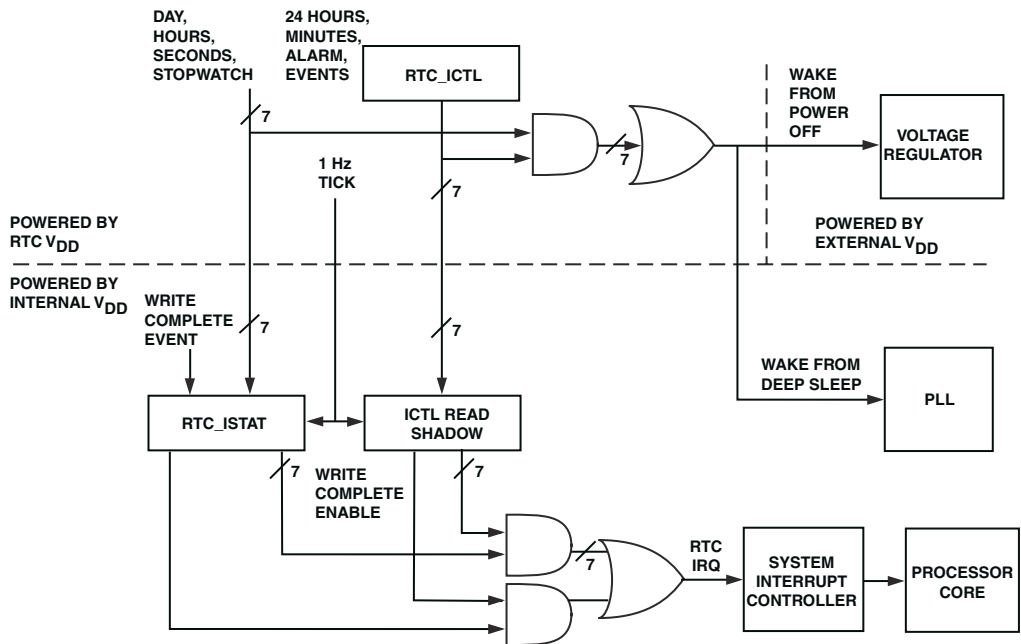 DAY,
HOURS,
SECONDS,
STOPWATCH
24 HOURS,
MINUTES,
ALARM,
EVENTS
RTC_ICTL
7
7
7
1 Hz
TICK
WAKE
FROM
POWER
OFF
VOLTAGE
REGULATOR
POWERED BY
RTC VDD
POWERED BY
EXTERNAL VDD
POWERED BY
INTERNAL VDD
WRITE
COMPLETE
EVENT
7
7
WAKE FROM
DEEP SLEEP
PLL
RTC_ISTAT
ICTL READ
SHADOW
7
7
WRITE
COMPLETE
ENABLE
7
RTC
IRQ
SYSTEM
INTERRUPT
CONTROLLER
PROCESSOR
CORE